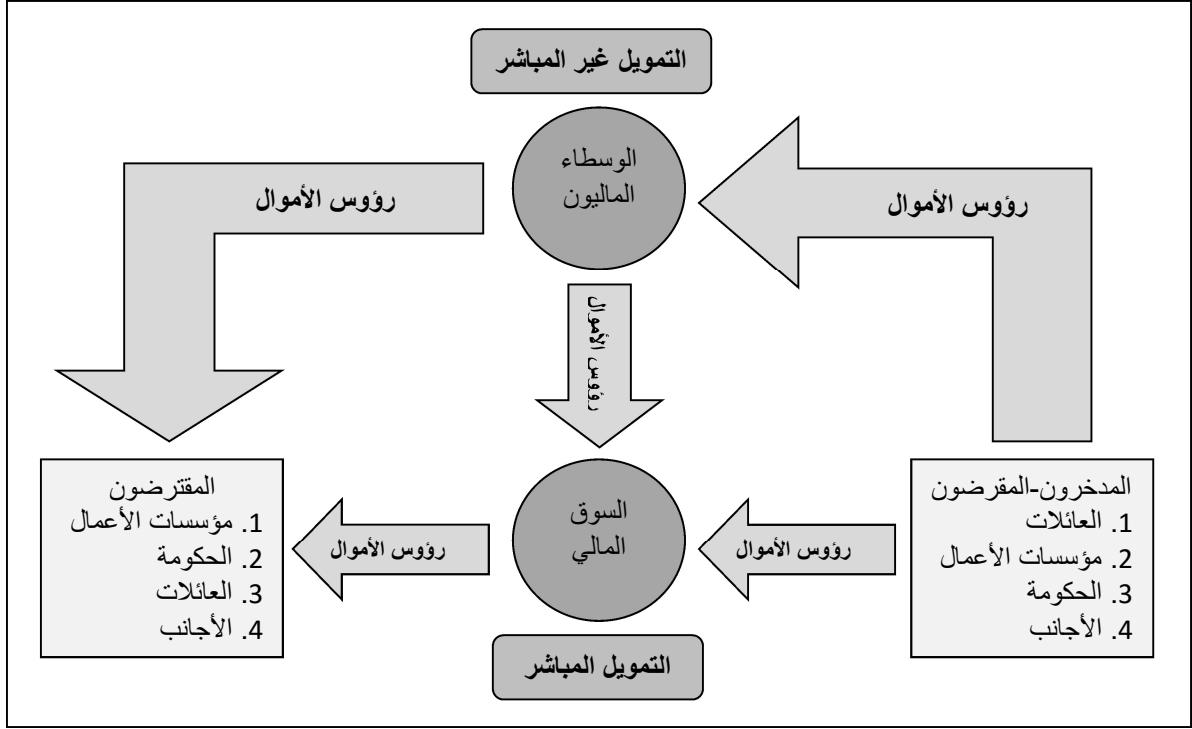 التمويل غير المباشر
الوسطاء
الماليون
رؤوس الأموال
رؤوس الأموال
رؤوس الأموال
المدخرون-المقرضون
1. العائلات
2. مؤسسات الأعمال
3. الحكومة
4. الأجانب
رؤوس الأموال
السوق
المالي
رؤوس الأموال
المقترضون
1. مؤسسات الأعمال
2. الحكومة
3. العائلات
4. الأجانب
التمويل المباشر